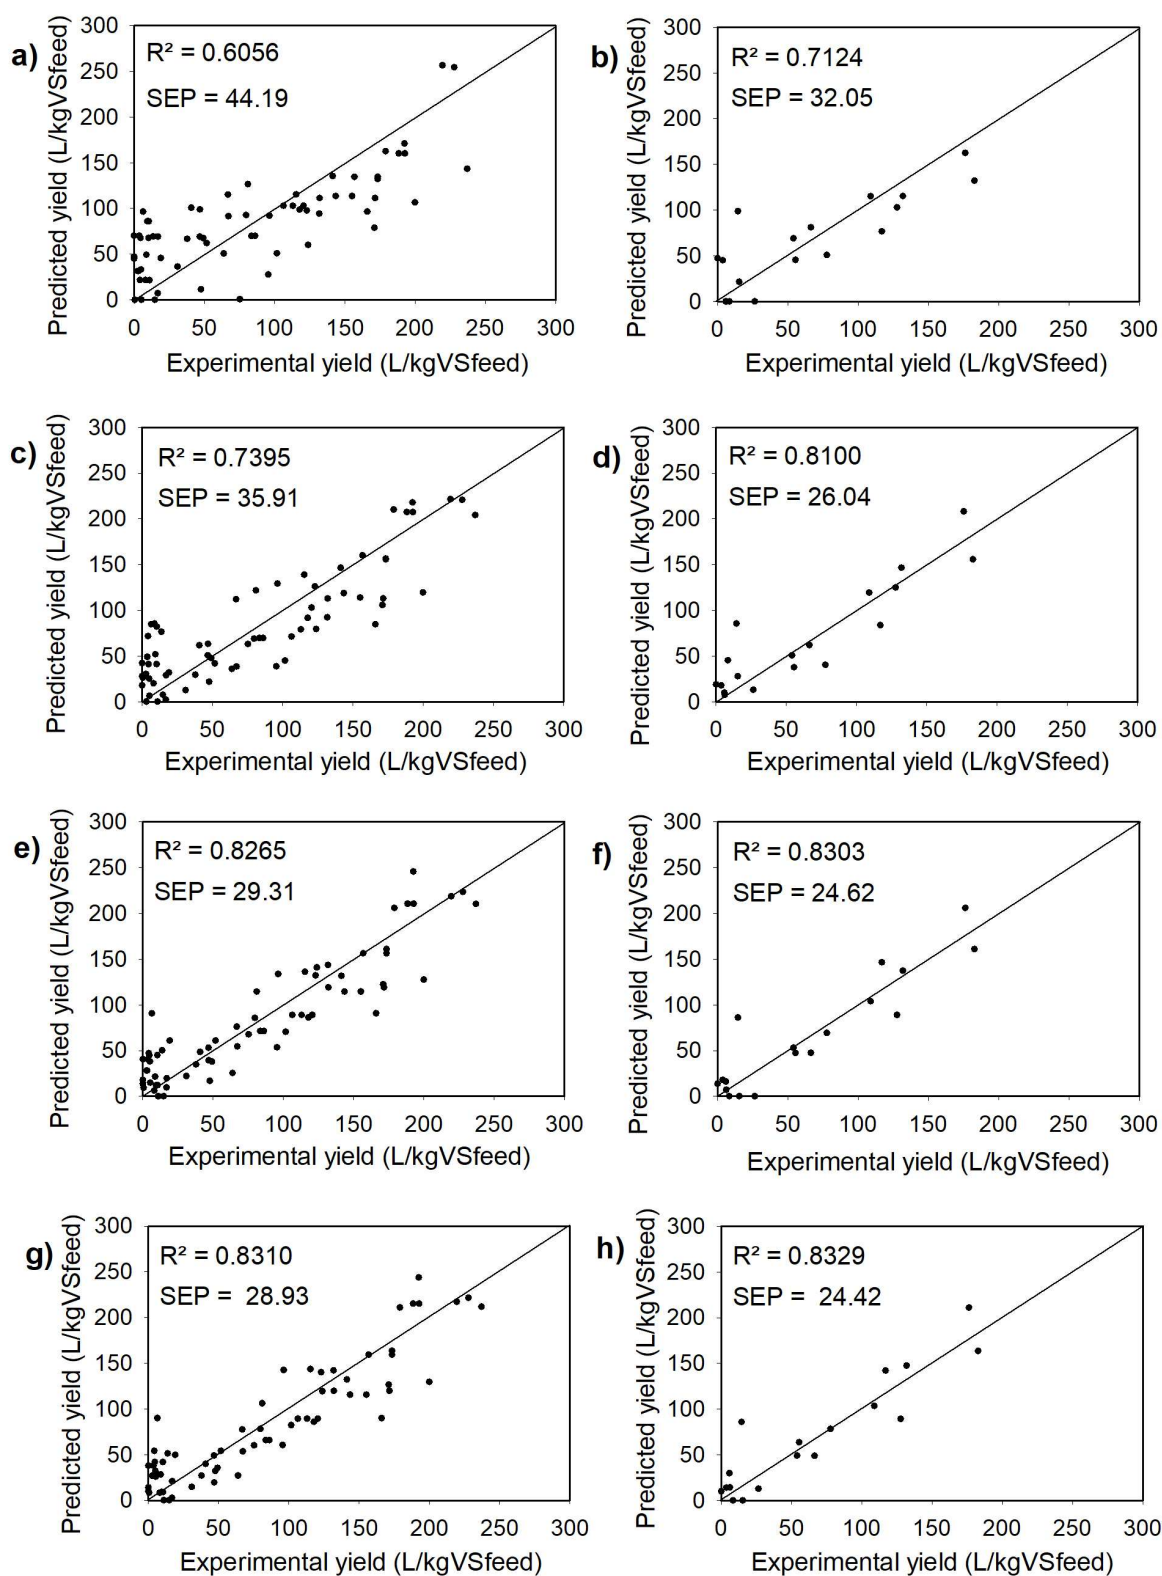 a)
R² = 0.6056
SEP = 44.19
Predicted yield (L/kgVSfeed)
300
250
200
150
100
50
0
0 50 100 150 200 250 300
Experimental yield (L/kgVSfeed)
b)
R² = 0.7124
SEP = 32.05
Predicted yield (L/kgVSfeed)
300
250
200
150
100
50
0
0 50 100 150 200 250 300
Experimental yield (L/kgVSfeed)
c)
R² = 0.7395
SEP = 35.91
Predicted yield (L/kgVSfeed)
300
250
200
150
100
50
0
0 50 100 150 200 250 300
Experimental yield (L/kgVSfeed)
d)
R² = 0.8100
SEP = 26.04
Predicted yield (L/kgVSfeed)
300
250
200
150
100
50
0
0 50 100 150 200 250 300
Experimental yield (L/kgVSfeed)
e)
R² = 0.8265
SEP = 29.31
Predicted yield (L/kgVSfeed)
300
250
200
150
100
50
0
0 50 100 150 200 250 300
Experimental yield (L/kgVSfeed)
f)
R² = 0.8303
SEP = 24.62
Predicted yield (L/kgVSfeed)
300
250
200
150
100
50
0
0 50 100 150 200 250 300
Experimental yield (L/kgVSfeed)
g)
R² = 0.8310
SEP = 28.93
Predicted yield (L/kgVSfeed)
300
250
200
150
100
50
0
0 50 100 150 200 250 300
Experimental yield (L/kgVSfeed)
h)
R² = 0.8329
SEP = 24.42
Predicted yield (L/kgVSfeed)
300
250
200
150
100
50
0
0 50 100 150 200 250 300
Experimental yield (L/kgVSfeed)